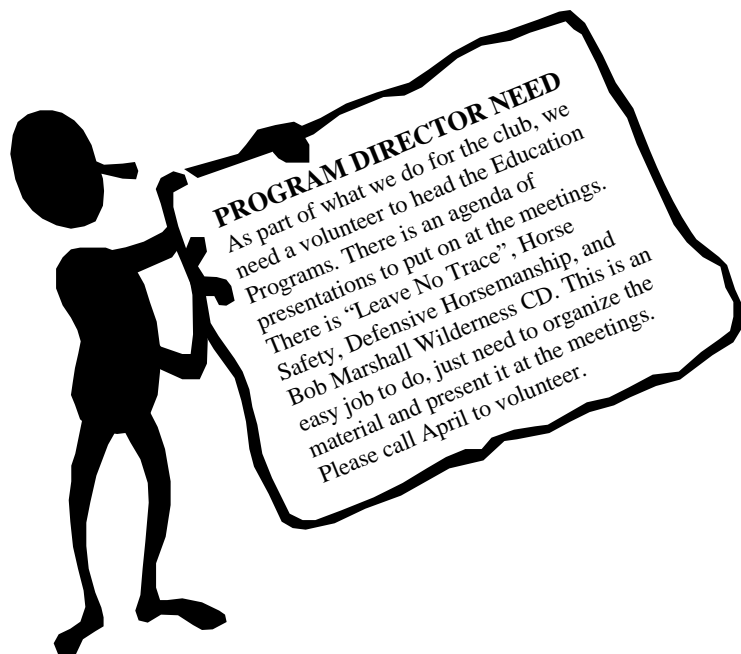 PROGRAM DIRECTOR NEED
As part of what we do for the club, we
need a volunteer to head the Education
Programs. There is an agenda of
presentations to put on at the meetings.
There is “Leave No Trace”, Horse
Safety, Defensive Horsemanship, and
Bob Marshall Wilderness CD. This is an
easy job to do, just need to organize the
material and present it at the meetings.
Please call April to volunteer.